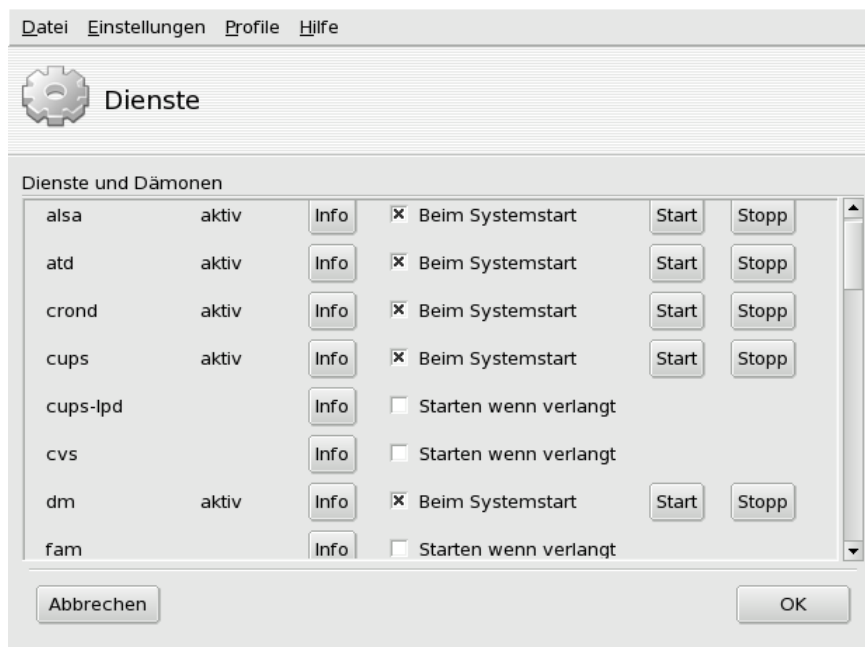 Datei Einstellungen Profile Hilfe
Dienste
Dienste und Dämonen
alsa aktiv Info Beim Systemstart Start Stopp
atd aktiv Info Beim Systemstart Start Stopp
crond aktiv Info Beim Systemstart Start Stopp
cups aktiv Info Beim Systemstart Start Stopp
cups-lpd Info Starten wenn verlangt
cvs Info Starten wenn verlangt
dm aktiv Info Beim Systemstart Start Stopp
fam Info Starten wenn verlangt
Abbrechen OK